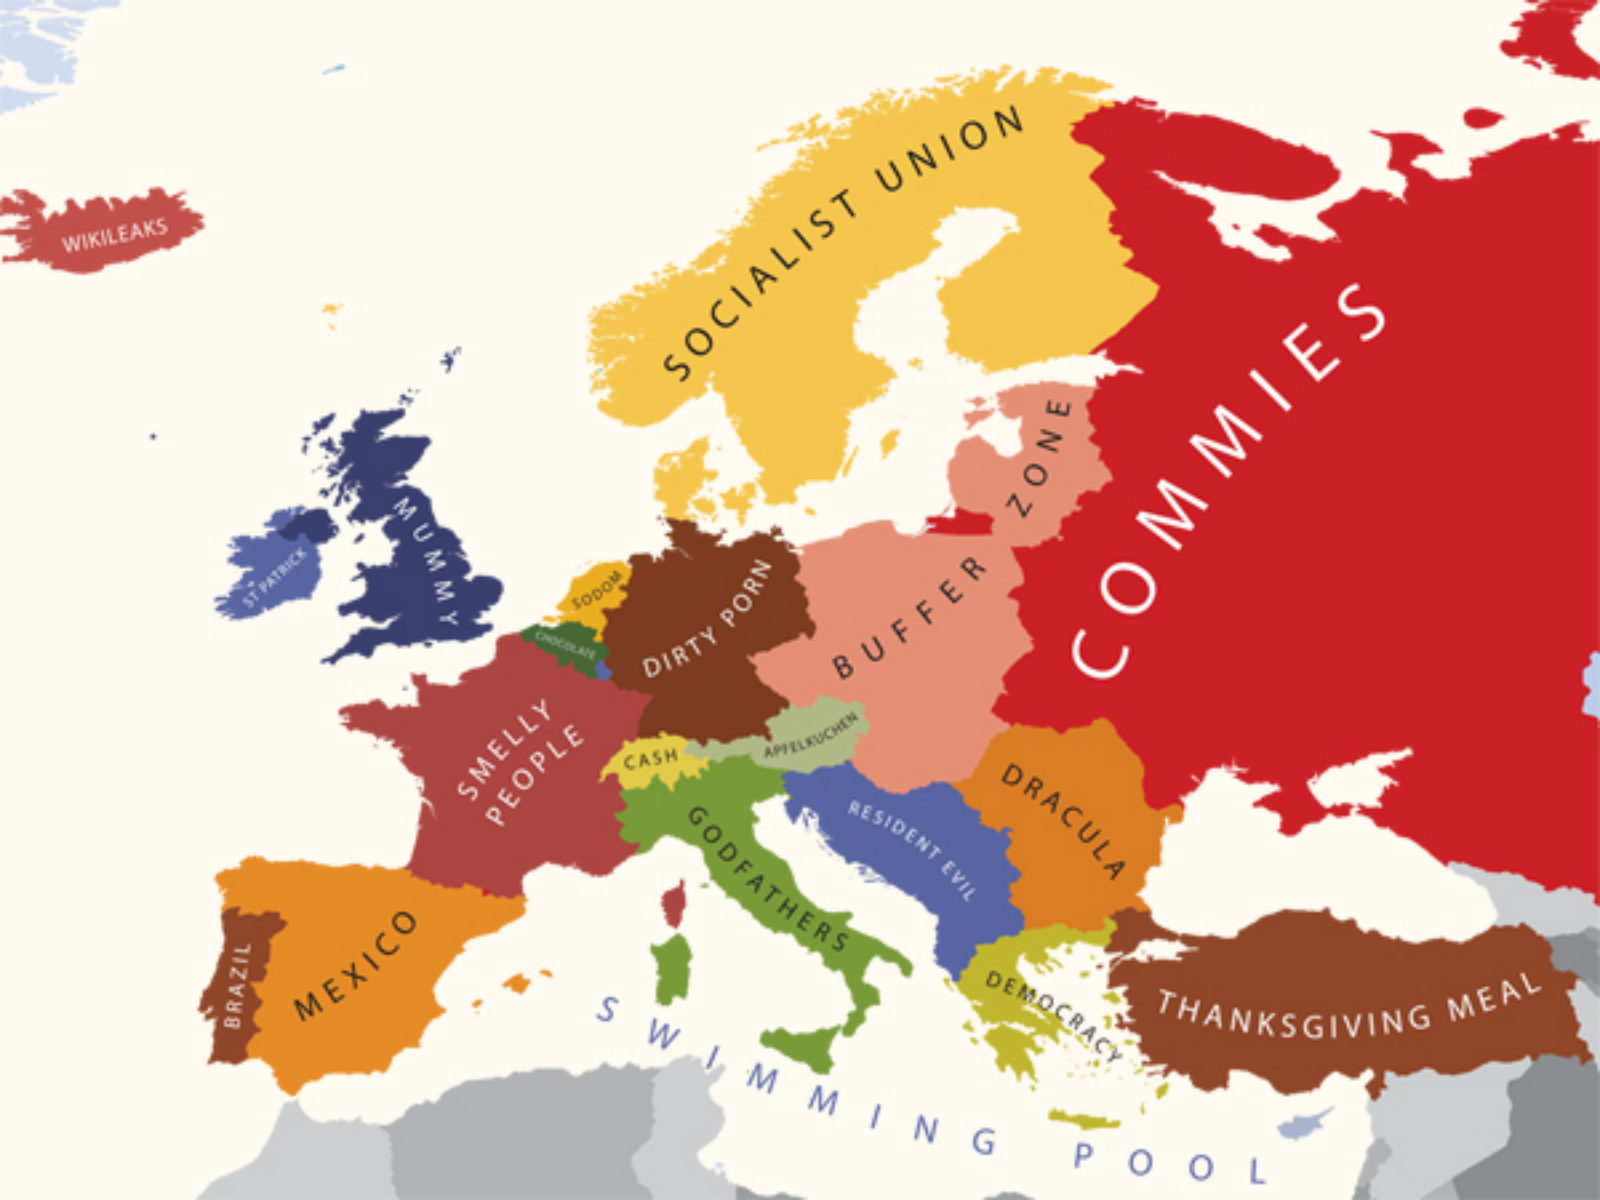 SOCIALIST UNION
WIKILEAKS
COMMIES
ZONE
BUFFER
MUMMY
ST PATRICK
SODOM
DIRTY PORN
CHOCOLATE
SMELLY
PEOPLE
CASH
APFELKUCHEN
GODFATHERS
RESIDENT EVIL
DRACULA
BRAZIL
MEXICO
DEMOCRACY
THANKSGIVING MEAL
SWIMMING POOL